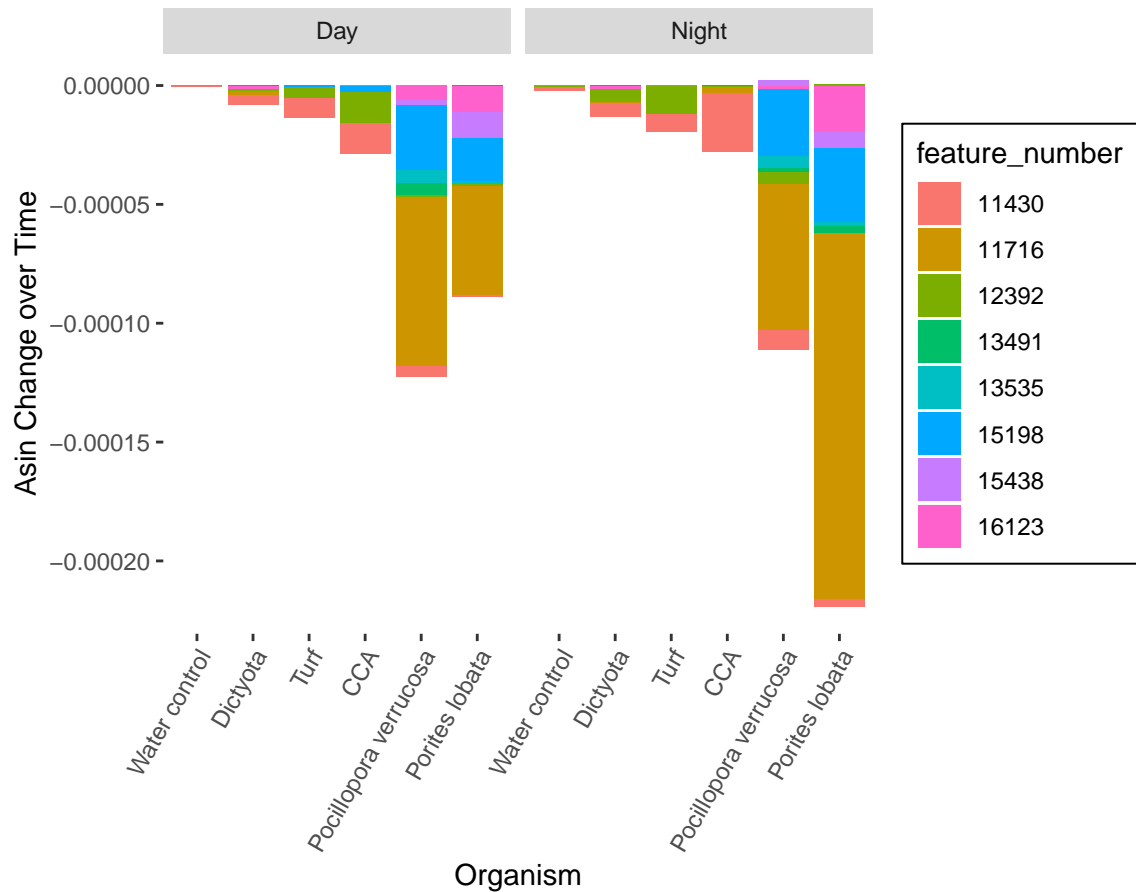 Day
Night
Asin Change over Time
0.00000
−0.00005
−0.00010
−0.00015
−0.00020
Water control
Dictyota
Turf
CCA
Pocillopora verrucosa
Porites lobata
Water control
Dictyota
Turf
CCA
Pocillopora verrucosa
Porites lobata
Organism
feature_number
11430
11716
12392
13491
13535
15198
15438
16123